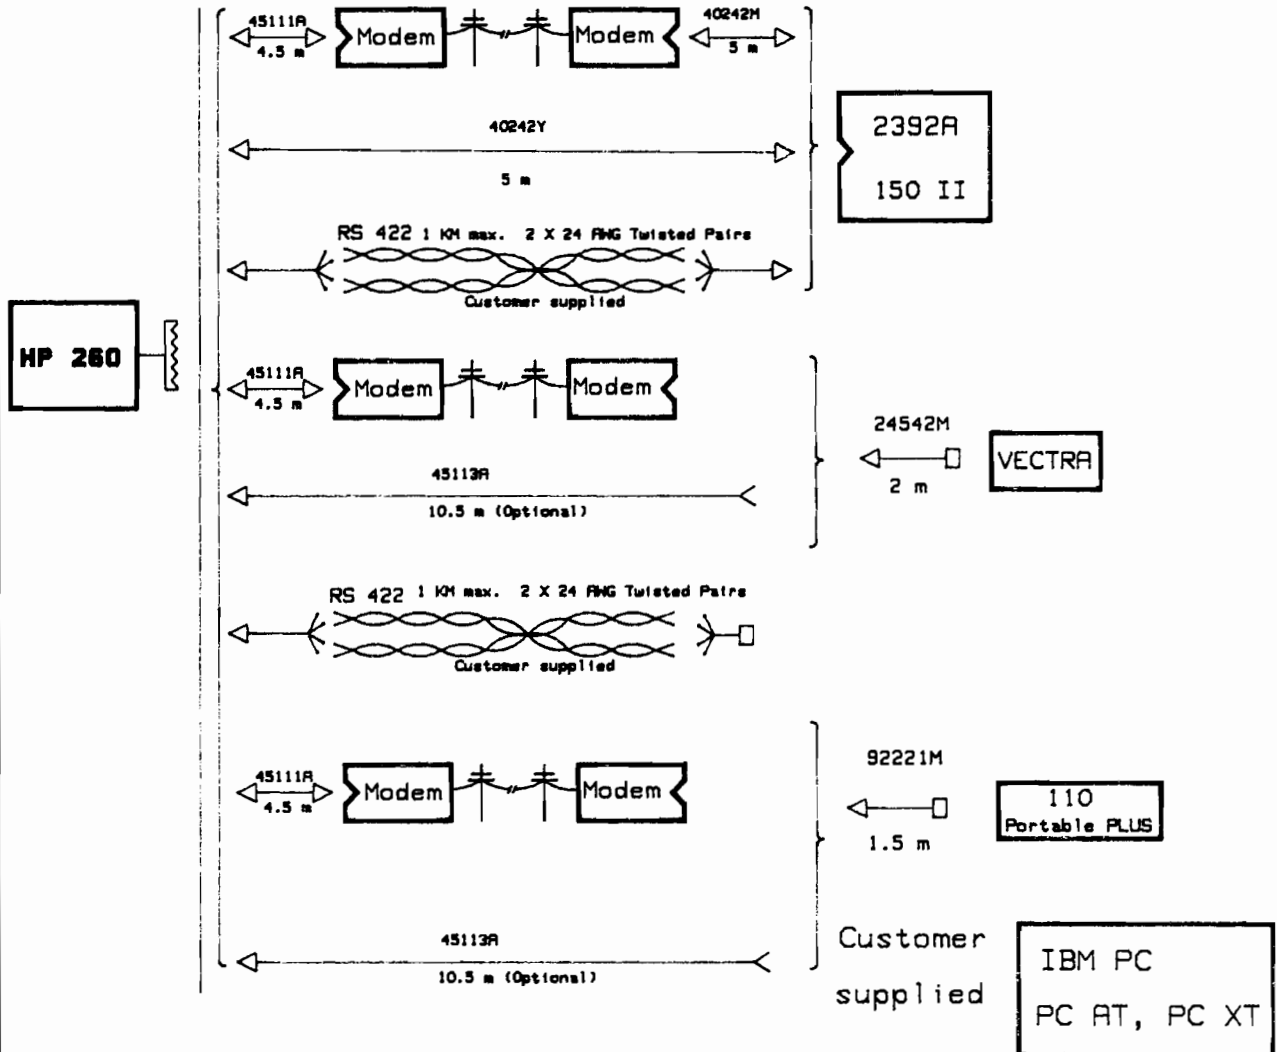 45111A
4.5 m
Modem
Modem
40242M
5 m
2392A
150 II
40242Y
5 m
RS 422 1 KM max. 2 X 24 AWG Twisted Pairs
Customer supplied
HP 260
45111A
4.5 m
Modem
Modem
24542M
2 m
VECTRA
45113A
10.5 m (Optional)
RS 422 1 KM max. 2 X 24 AWG Twisted Pairs
Customer supplied
45111A
4.5 m
Modem
Modem
92221M
1.5 m
110
Portable PLUS
45113A
10.5 m (Optional)
Customer
supplied
IBM PC
PC AT, PC XT